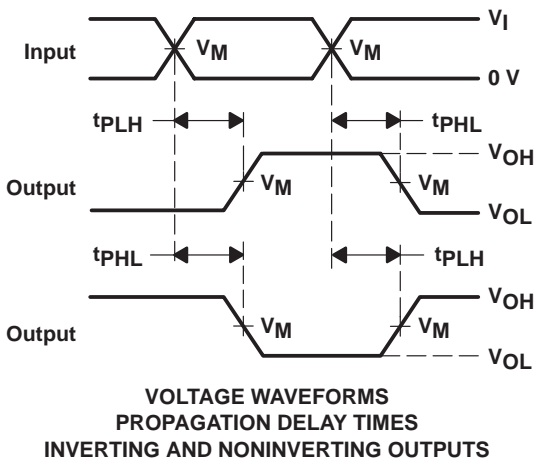 VI
Input
VM
VM
0 V
tPLH
tPHL
VOH
Output
VM
VM
VOL
tPHL
tPLH
VOH
Output
VM
VM
VOL
VOLTAGE WAVEFORMS
PROPAGATION DELAY TIMES
INVERTING AND NONINVERTING OUTPUTS